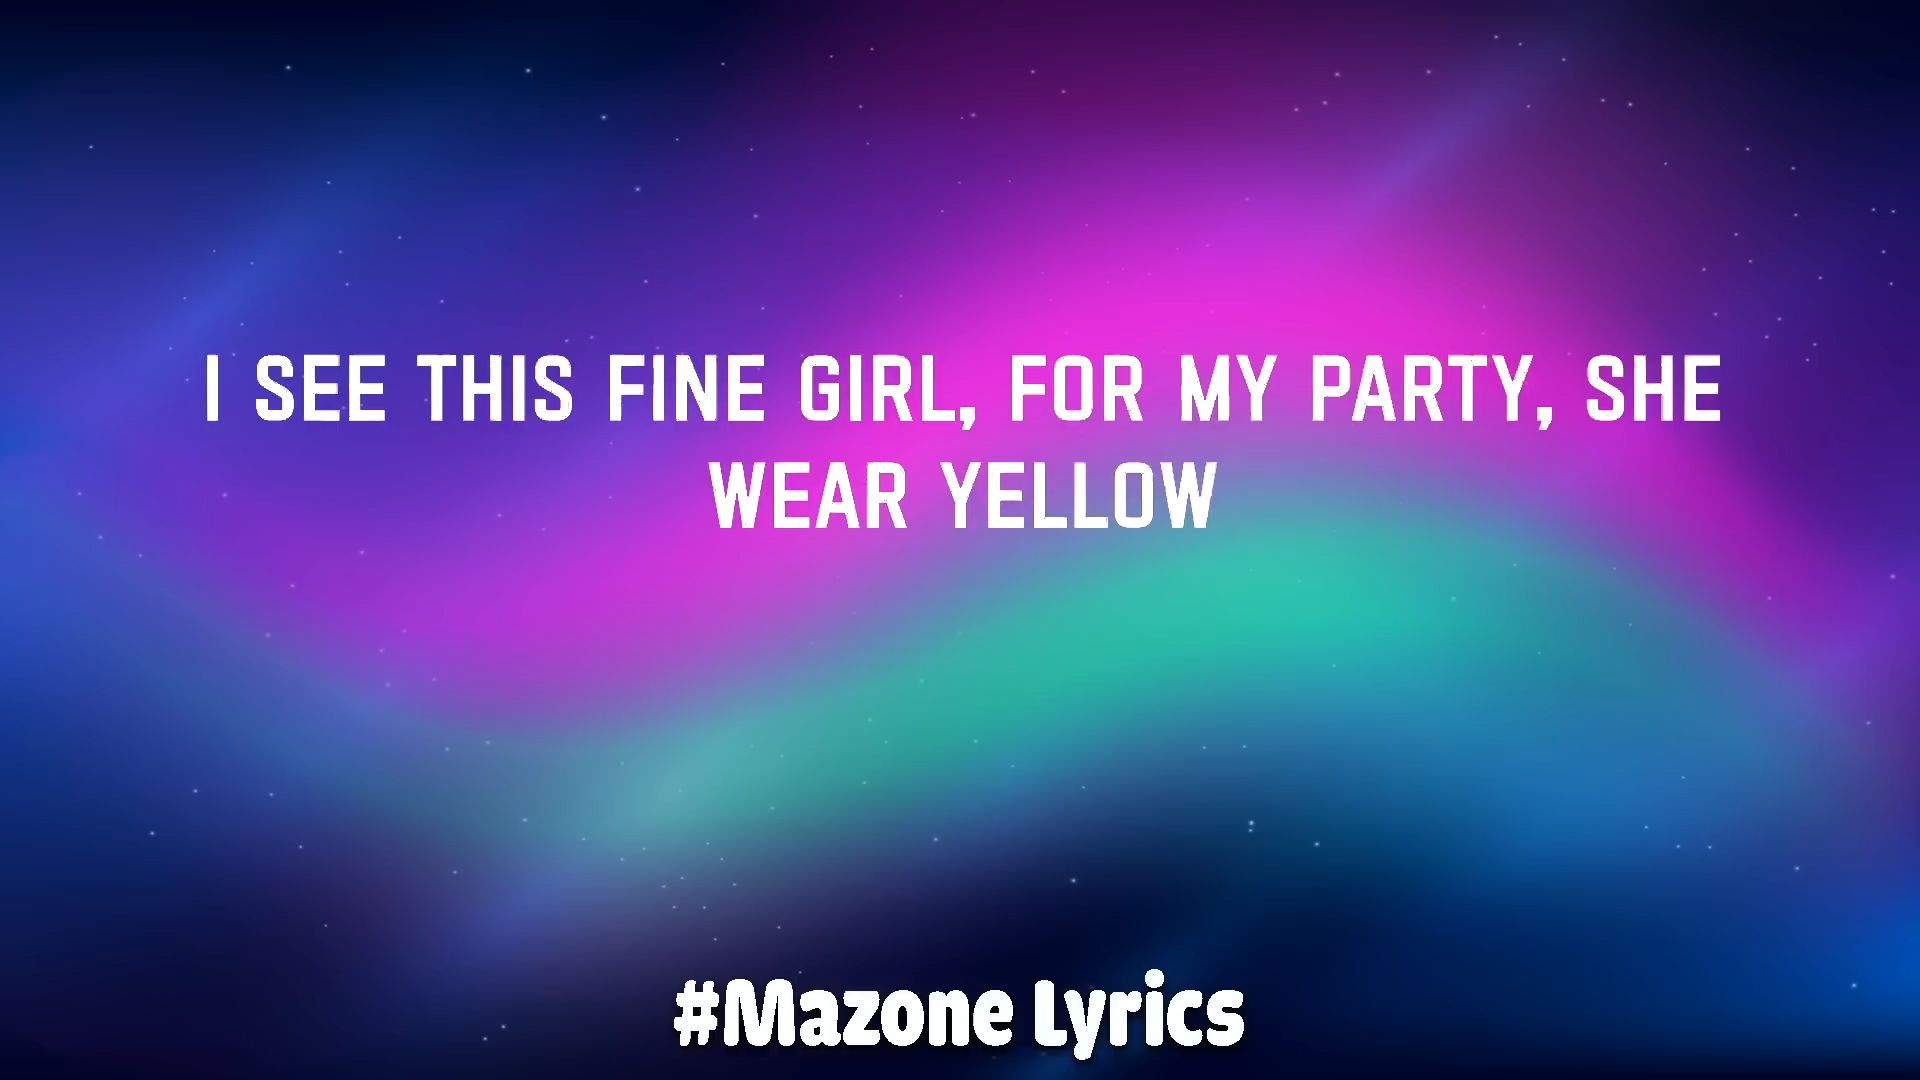 I SEE THIS FINE GIRL, FOR MY PARTY, SHE
WEAR YELLOW
#Mazone Lyrics